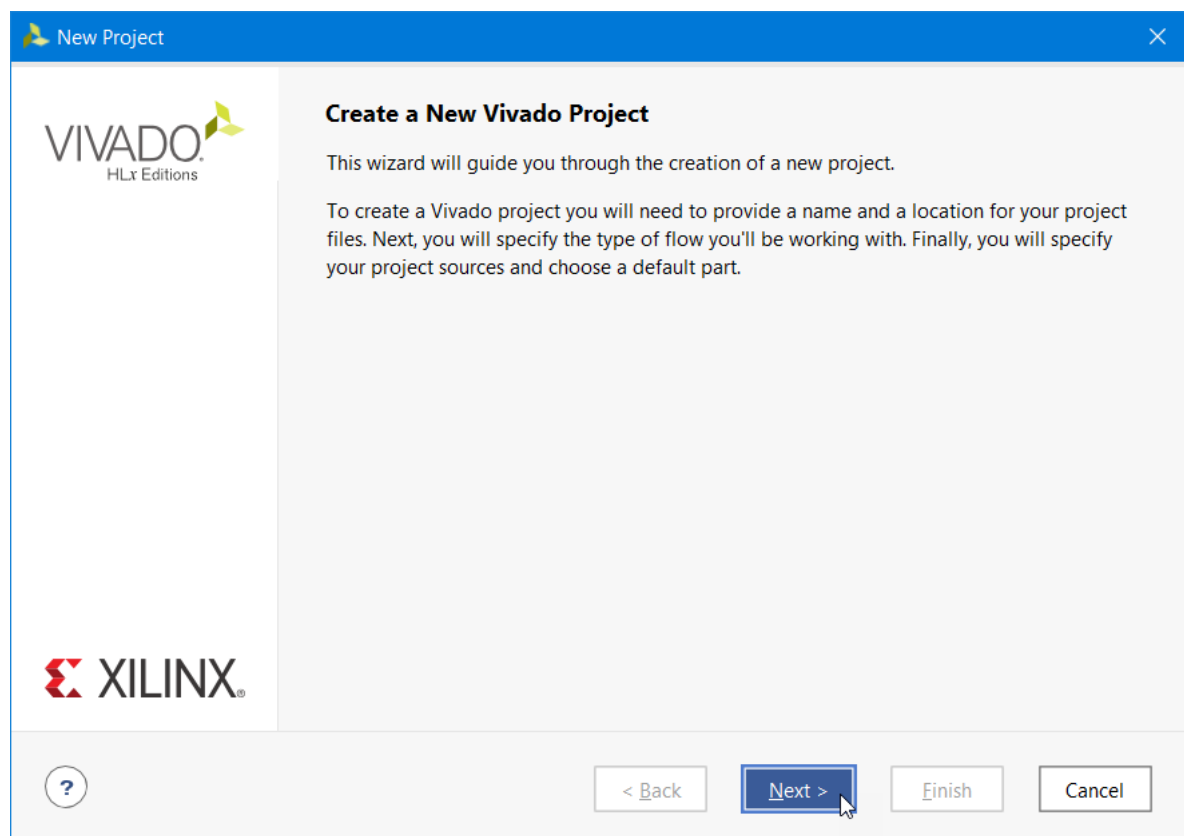 New Project
VIVADO.
HLx Editions
Create a New Vivado Project
This wizard will guide you through the creation of a new project.
To create a Vivado project you will need to provide a name and a location for your project
files. Next, you will specify the type of flow you'll be working with. Finally, you will specify
your project sources and choose a default part.
XILINX®
?
< Back
Next >
Finish
Cancel